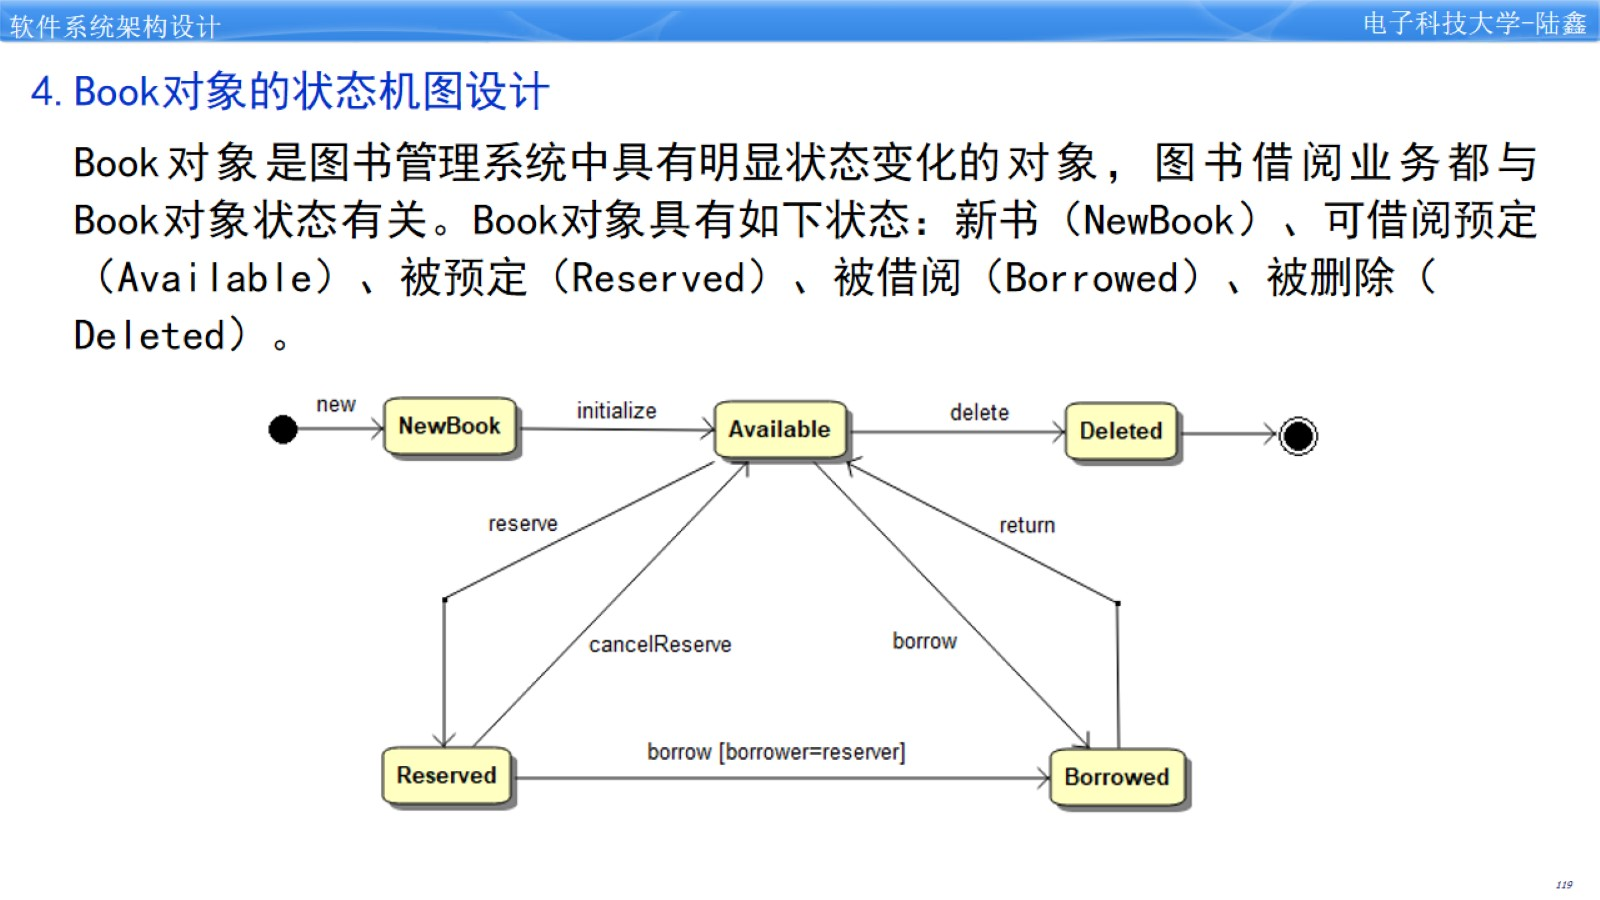 软件系统架构设计
电子科技大学-陆鑫
4. Book对象的状态机图设计
Book对象是图书管理系统中具有明显状态变化的对象，图书借阅业务都与
Book对象状态有关。Book对象具有如下状态：新书（NewBook）、可借阅预定
（Available）、被预定（Reserved）、被借阅（Borrowed）、被删除（
Deleted）。
new
NewBook
initialize
Available
delete
Deleted
reserve
return
cancelReserve
borrow
borrow [borrower=reserver]
Reserved
Borrowed
119